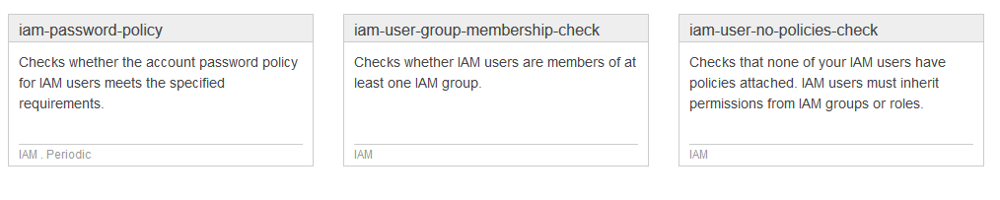 iam-password-policy
Checks whether the account password policy
for IAM users meets the specified
requirements.
IAM . Periodic
iam-user-group-membership-check
Checks whether IAM users are members of at
least one IAM group.
IAM
iam-user-no-policies-check
Checks that none of your IAM users have
policies attached. IAM users must inherit
permissions from IAM groups or roles.
IAM